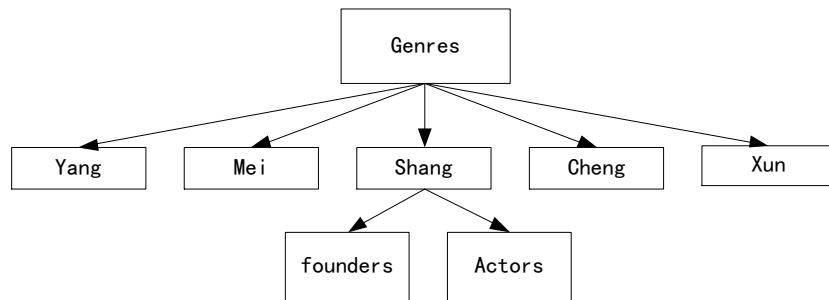 Genres
Yang
Mei
Shang
Cheng
Xun
founders
Actors